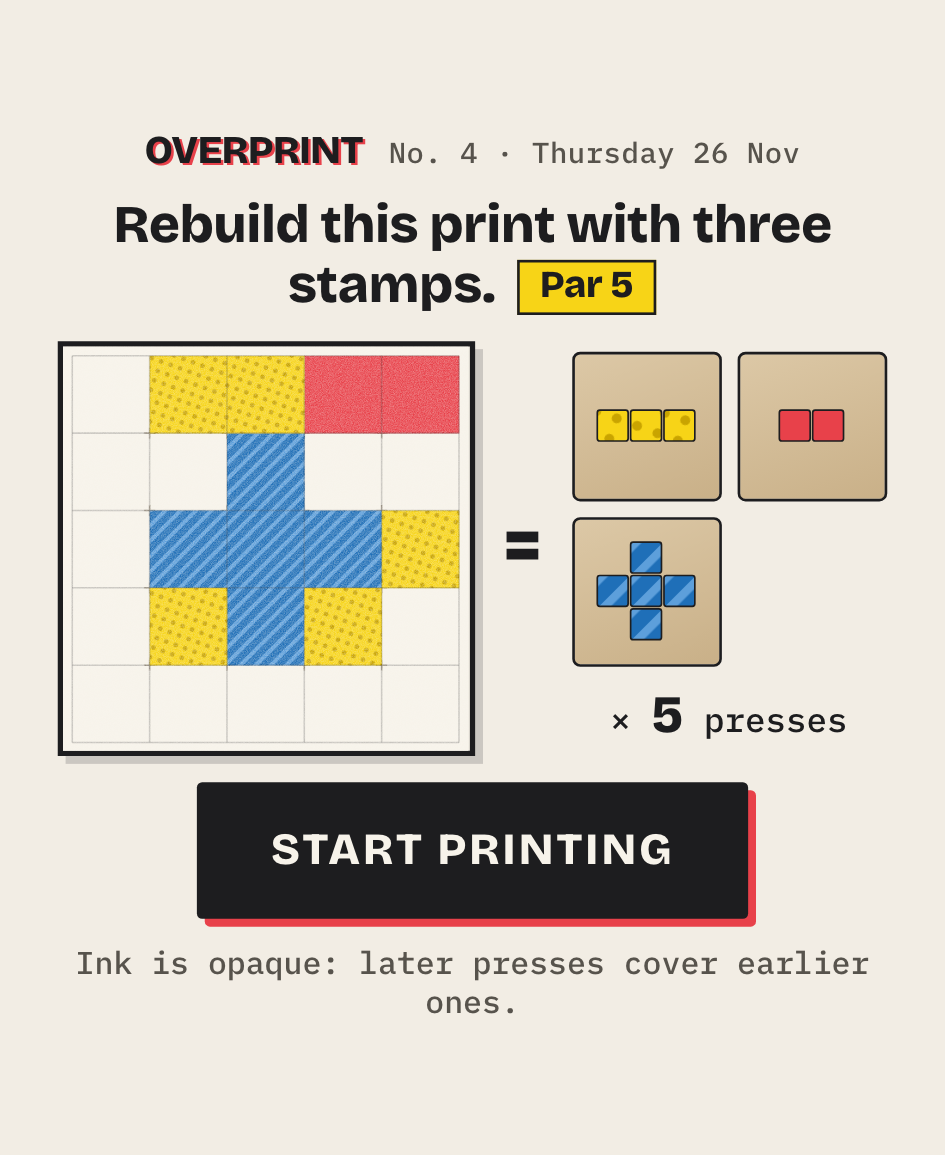 OVERPRINT No. 4 · Thursday 26 Nov
Rebuild this print with three
stamps. Par 5
=
× 5 presses
START PRINTING
Ink is opaque: later presses cover earlier
ones.